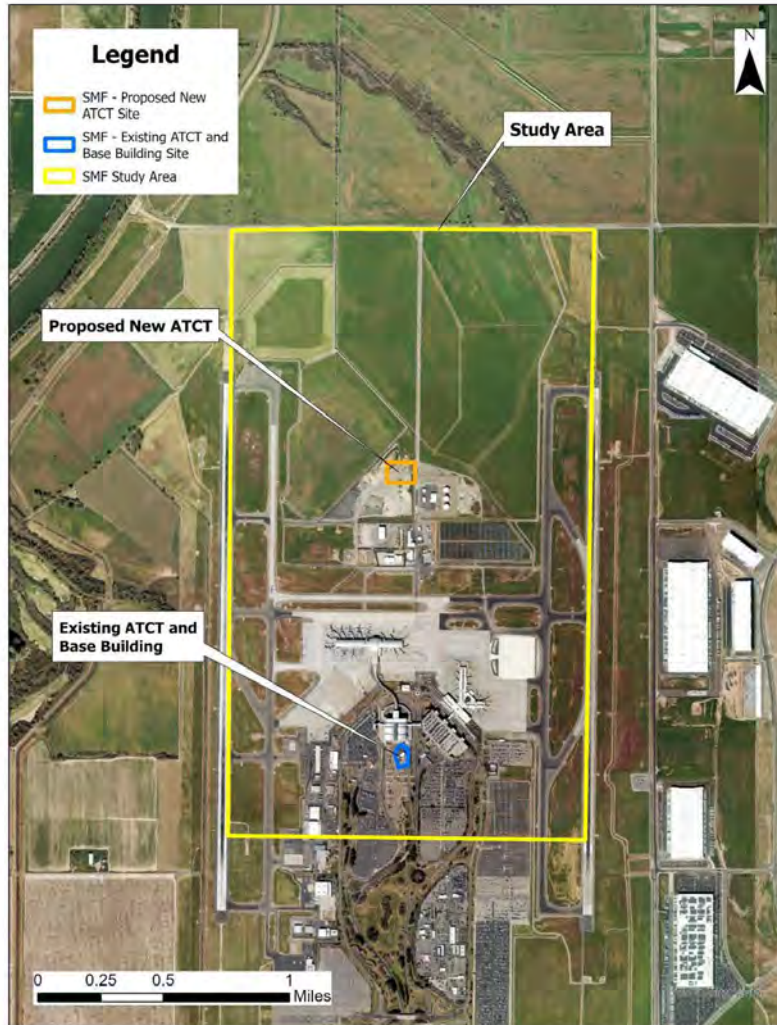 Legend
SMF - Proposed New
ATCT Site
SMF - Existing ATCT and
Base Building Site
SMF Study Area
N
Study Area
Proposed New ATCT
Existing ATCT and
Base Building
0 0.25 0.5 1
Miles